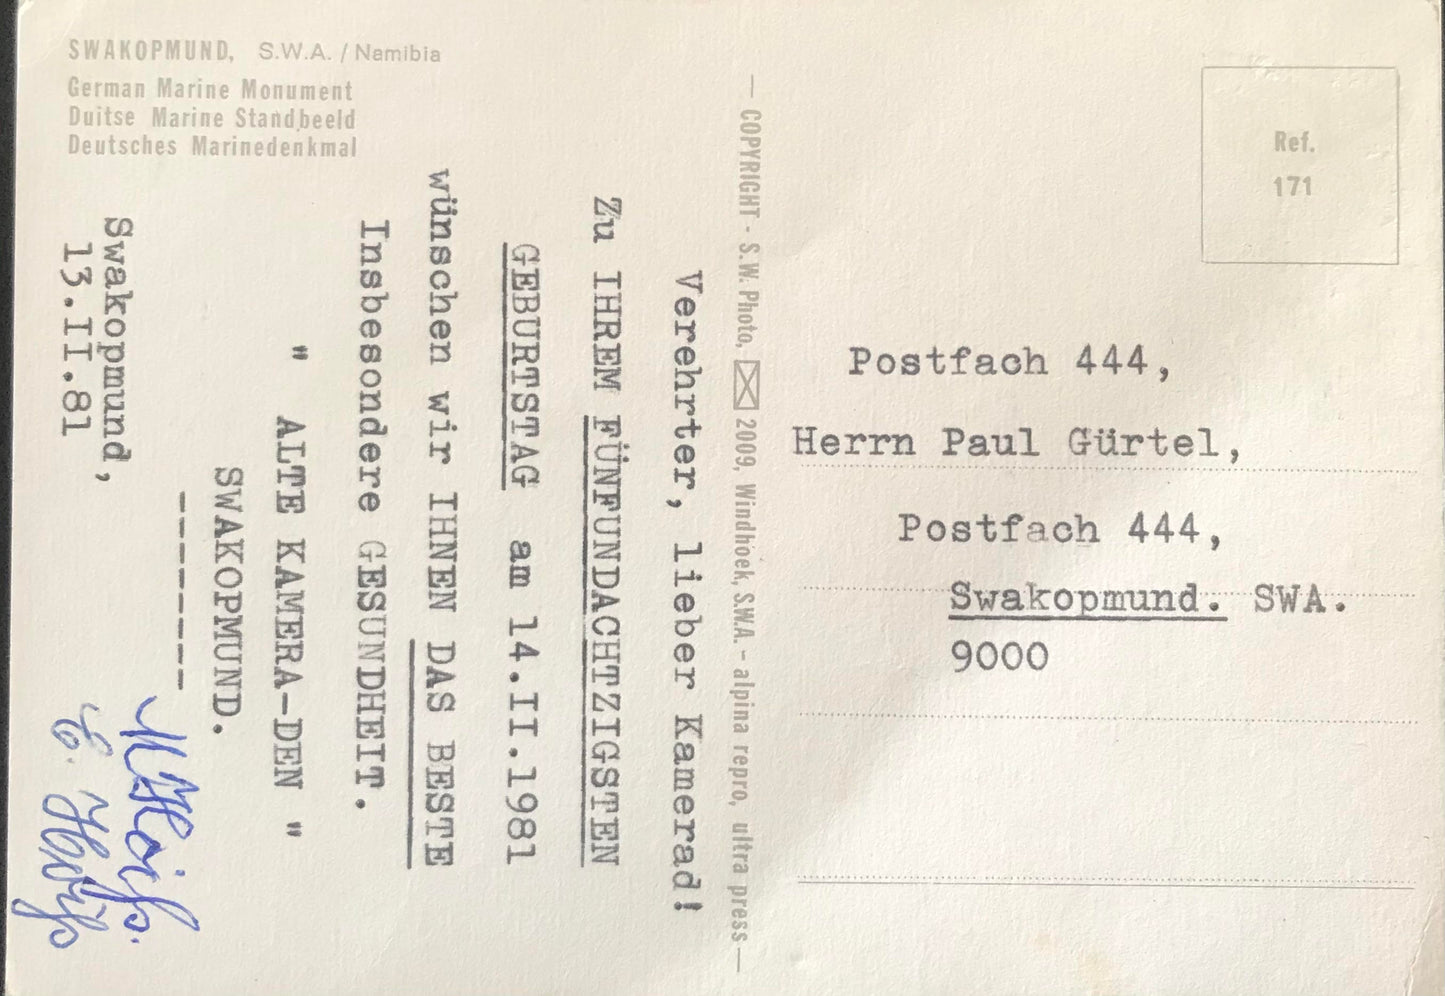 SWAKOPMUND, S.W.A. / Namibia
German Marine Monument
Duitse Marine Standbeeld
Deutsches Marinedenkmal
Verehrter, lieber Kamerad!
Zu IHREM FÜNFUNDACHTZIGSTEN
GEBURTSTAG am 14.II.1981
wünschen wir IHNEN DAS BESTE
Insbesondere GESUNDHEIT.
" ALTE KAMERA-DEN "
SWAKOPMUND.
-------
Swakopmund,
13.II.81
— COPYRIGHT - S.W. Photo, ☒ 2009, Windhoek, S.W.A. - alpina repro, ultra press —
Ref.
171
Postfach 444,
Herrn Paul Gürtel,
Postfach 444,
Swakopmund. SWA.
9000